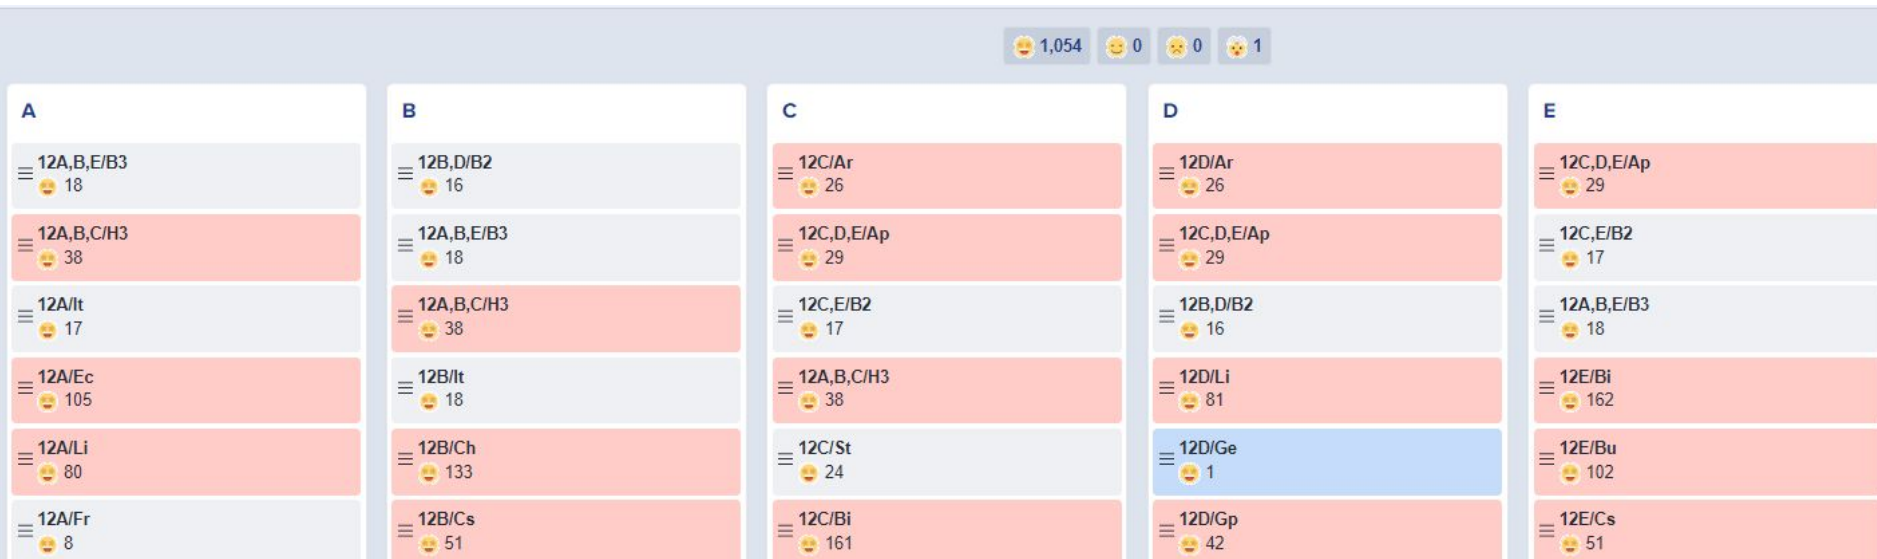 1,054 0 0 1
A
12A,B,E/B3
18
12A,B,C/H3
38
12A/It
17
12A/Ec
105
12A/Li
80
12A/Fr
8
B
12B,D/B2
16
12A,B,E/B3
18
12A,B,C/H3
38
12B/It
18
12B/Ch
133
12B/Cs
51
C
12C/Ar
26
12C,D,E/Ap
29
12C,E/B2
17
12A,B,C/H3
38
12C/St
24
12C/Bi
161
D
12D/Ar
26
12C,D,E/Ap
29
12B,D/B2
16
12D/Li
81
12D/Ge
1
12D/Gp
42
E
12C,D,E/Ap
29
12C,E/B2
17
12A,B,E/B3
18
12E/Bi
162
12E/Bu
102
12E/Cs
51